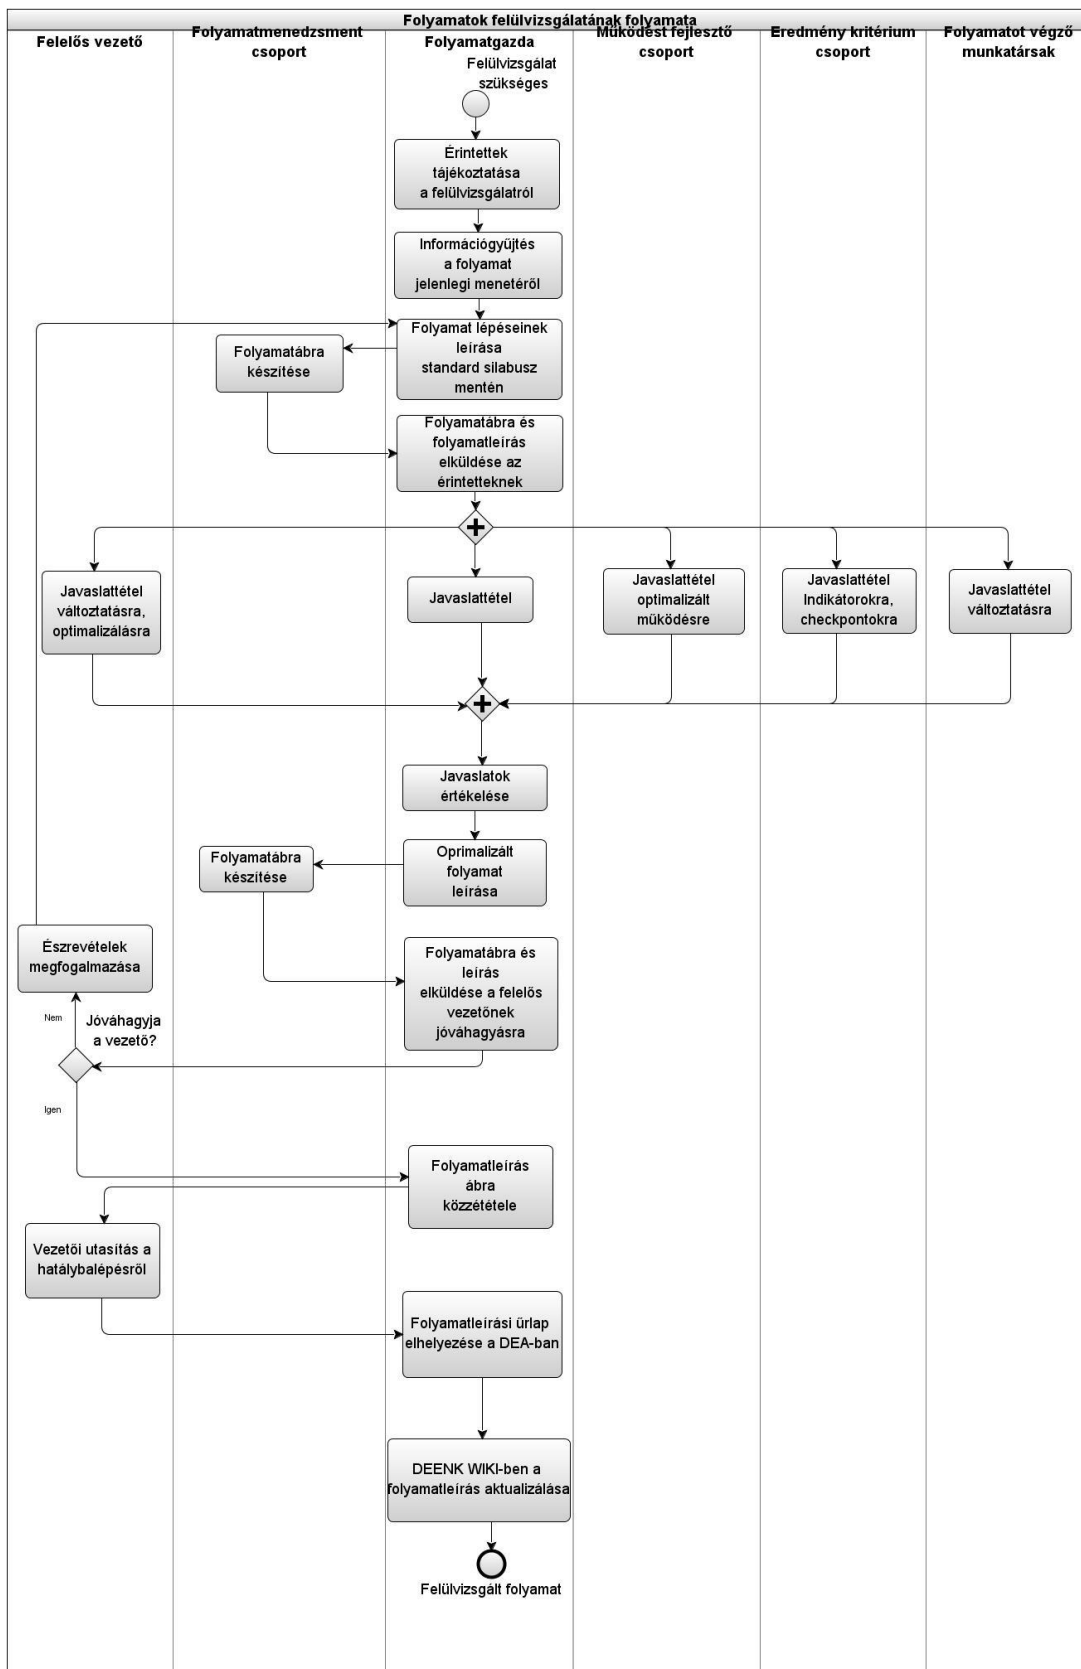 Folyamatok felülvizsgálatának folyamata
Felelős vezető
Folyamatmenedzsment
csoport
Folyamatgazda
Működést fejlesztő
csoport
Eredmény kritérium
csoport
Folyamatot végző
munkatársak
Felülvizsgálat
szükséges
Érintettek
tájékoztatása
a felülvizsgálatról
Információgyűjtés
a folyamat
jelenlegi menetéről
Folyamat lépéseinek
leírása
standard silabusz
mentén
Folyamatábra
készítése
Folyamatábra és
folyamatleírás
elküldése az
érintetteknek
Javaslattétel
változtatásra,
optimalizálásra
Javaslattétel
Javaslattétel
optimalizált
működésre
Javaslattétel
Indikátorokra,
checkpontokra
Javaslattétel
változtatásra
Javaslatok
értékelése
Oprimalizált
folyamat
leírása
Folyamatábra
készítése
Folyamatábra és
leírás
elküldése a felelős
vezetőnek
jóváhagyásra
Észrevételek
megfogalmazása
Nem
Jóváhagyja
a vezető?
Igen
Folyamatleírás
ábra
közzététele
Vezetői utasítás a
hatálybalépésről
Folyamatleírási űrlap
elhelyezése a DEA-ban
DEENK WIKI-ben a
folyamatleírás aktualizálása
Felülvizsgált folyamat